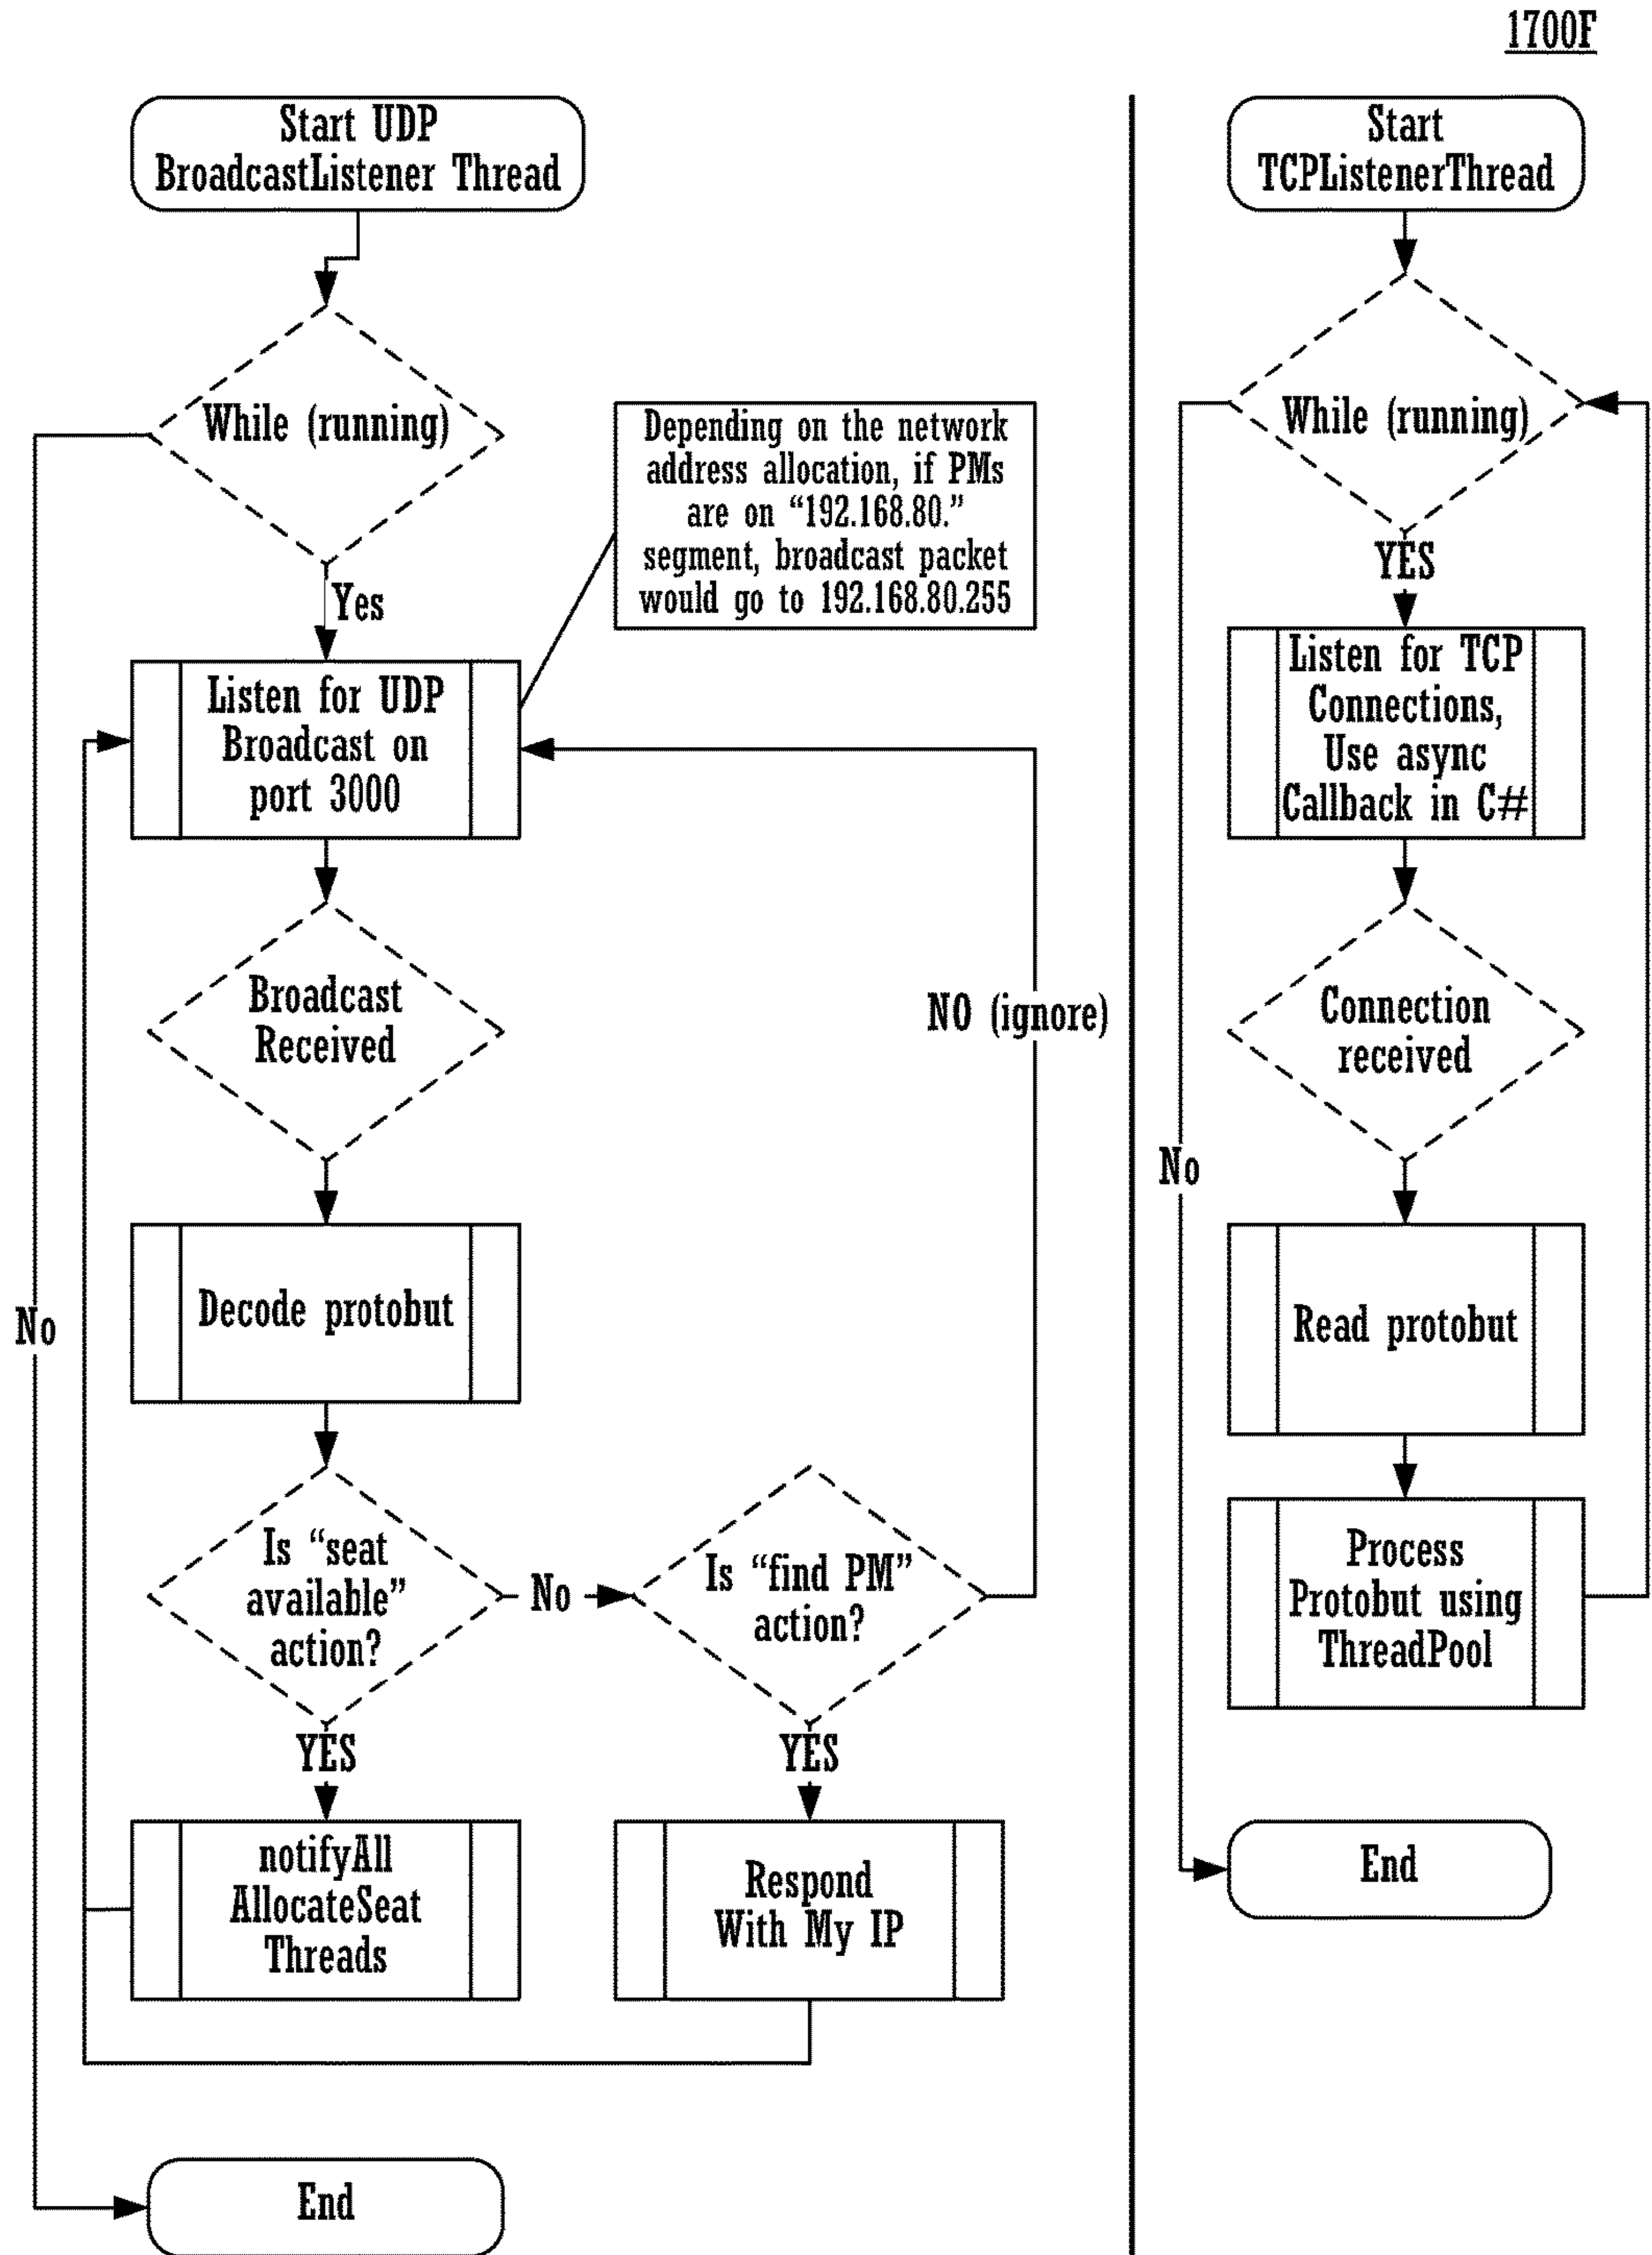 1700F
Start UDP
BroadcastListener Thread
While (running)
Yes
Depending on the network
address allocation, if PMs
are on “192.168.80.”
segment, broadcast packet
would go to 192.168.80.255
Listen for UDP
Broadcast on
port 3000
Broadcast
Received
NO (ignore)
Decode protobut
No
Is “seat
available”
action?
No
Is “find PM”
action?
YES
YES
notifyAll
AllocateSeat
Threads
Respond
With My IP
End
Start
TCPListenerThread
While (running)
YES
Listen for TCP
Connections,
Use async
Callback in C#
Connection
received
No
Read protobut
Process
Protobut using
ThreadPool
End